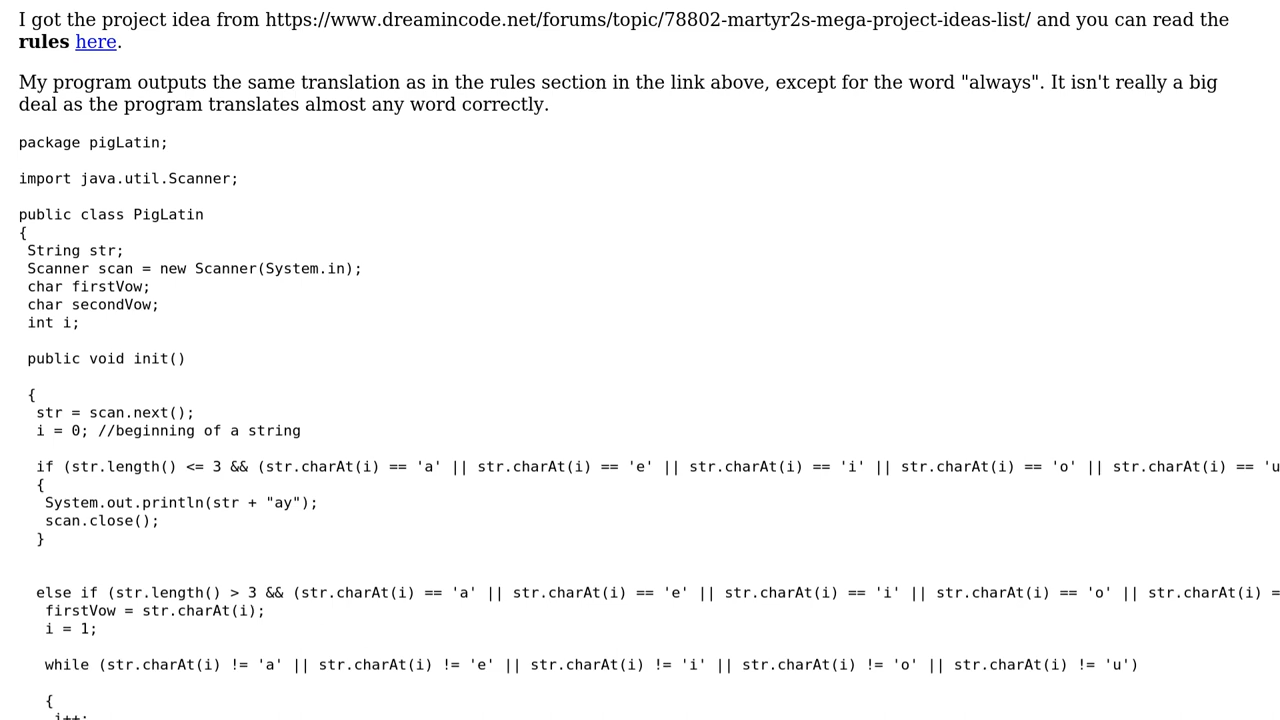 I got the project idea from https://www.dreamincode.net/forums/topic/78802-martyr2s-mega-project-ideas-list/ and you can read the
rules here.
My program outputs the same translation as in the rules section in the link above, except for the word "always". It isn't really a big
deal as the program translates almost any word correctly.
package pigLatin;
import java.util.Scanner;
public class PigLatin
{
String str;
Scanner scan = new Scanner(System.in);
char firstVow;
char secondVow;
int i;
public void init()
{
str = scan.next();
i = 0; //beginning of a string
if (str.length() <= 3 && (str.charAt(i) == 'a' || str.charAt(i) == 'e' || str.charAt(i) == 'i' || str.charAt(i) == 'o' || str.charAt(i) == 'u
{
System.out.println(str + "ay");
scan.close();
}
else if (str.length() > 3 && (str.charAt(i) == 'a' || str.charAt(i) == 'e' || str.charAt(i) == 'i' || str.charAt(i) == 'o' || str.charAt(i) =
firstVow = str.charAt(i);
i = 1;
while (str.charAt(i) != 'a' || str.charAt(i) != 'e' || str.charAt(i) != 'i' || str.charAt(i) != 'o' || str.charAt(i) != 'u')
{
i++;